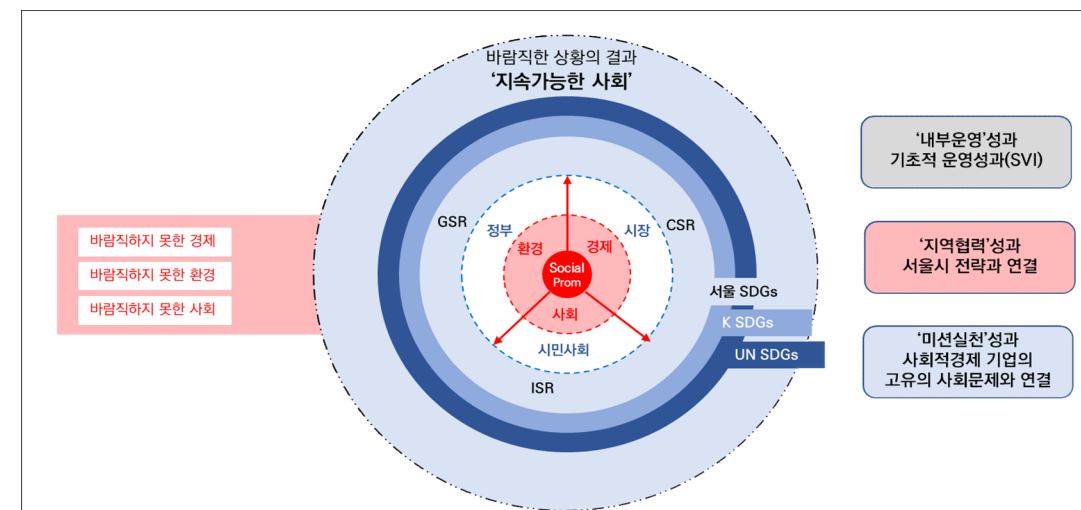 바람직한 상황의 결과
‘지속가능한 사회’
바람직하지 못한 경제
바람직하지 못한 환경
바람직하지 못한 사회
GSR
정부
시장
CSR
환경
경제
Social
Prom
사회
시민사회
ISR
서울 SDGs
K SDGs
UN SDGs
‘내부운영’성과
기초적 운영성과(SVI)
‘지역협력’성과
서울시 전략과 연결
‘미션실천’성과
사회적경제 기업의
고유의 사회문제와 연결